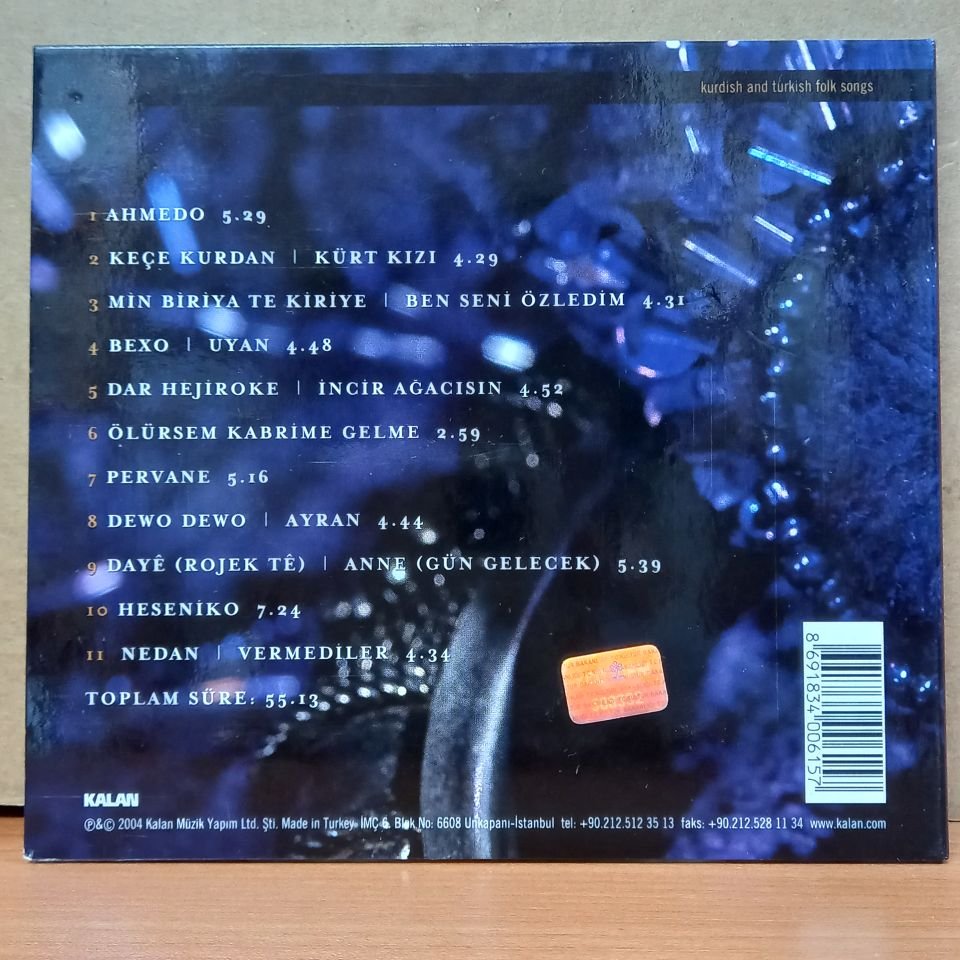 kurdish and turkish folk songs
1 AHMEDO 5.29
2 KEÇE KURDAN | KÜRT KIZI 4.29
3 MİN BİRİYA TE KİRİYE | BEN SENİ ÖZLEDİM 4.31
4 BEXO | UYAN 4.48
5 DAR HEJİROKE | İNCİR AĞACISIN 4.52
6 ÖLÜRSEM KABRİME GELME 2.59
7 PERVANE 5.16
8 DEWO DEWO | AYRAN 4.44
9 DAYÊ (ROJEK TÊ) | ANNE (GÜN GELECEK) 5.39
10 HESENİKO 7.24
11 NEDAN | VERMEDİLER 4.34
TOPLAM SÜRE: 55.13
8 691834 006157
KALAN
℗&© 2004 Kalan Müzik Yapım Ltd. Şti. Made in Turkey. İMÇ 6. Blok No: 6608 Unkapanı-İstanbul tel: +90.212.512 35 13 faks: +90.212.528 11 34 www.kalan.com